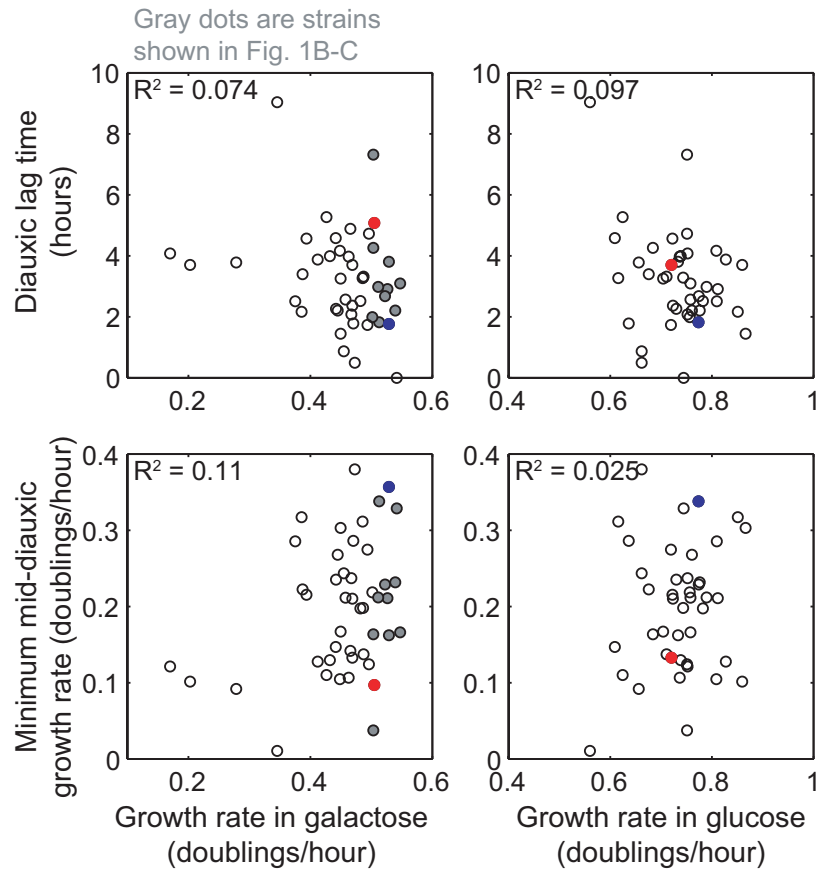 Gray dots are strains
shown in Fig. 1B-C
R² = 0.074
R² = 0.097
Diauxic lag time
(hours)
10
8
6
4
2
0
0.2 0.4 0.6
0.4 0.6 0.8 1
R² = 0.11
R² = 0.025
Minimum mid-diauxic
growth rate (doublings/hour)
0.4
0.3
0.2
0.1
0
0.4
0.3
0.2
0.1
0
0.2 0.4 0.6
0.4 0.6 0.8 1
Growth rate in galactose
(doublings/hour)
Growth rate in glucose
(doublings/hour)
10
8
6
4
2
0